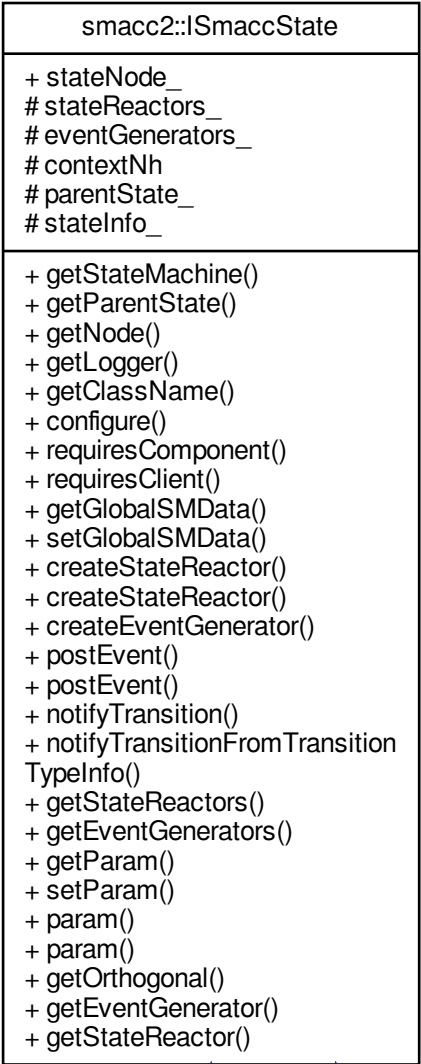 smacc2::ISmaccState
+ stateNode_
# stateReactors_
# eventGenerators_
# contextNh
# parentState_
# stateInfo_
+ getStateMachine()
+ getParentState()
+ getNode()
+ getLogger()
+ getClassName()
+ configure()
+ requiresComponent()
+ requiresClient()
+ getGlobalSMData()
+ setGlobalSMData()
+ createStateReactor()
+ createStateReactor()
+ createEventGenerator()
+ postEvent()
+ postEvent()
+ notifyTransition()
+ notifyTransitionFromTransition
TypeInfo()
+ getStateReactors()
+ getEventGenerators()
+ getParam()
+ setParam()
+ param()
+ param()
+ getOrthogonal()
+ getEventGenerator()
+ getStateReactor()